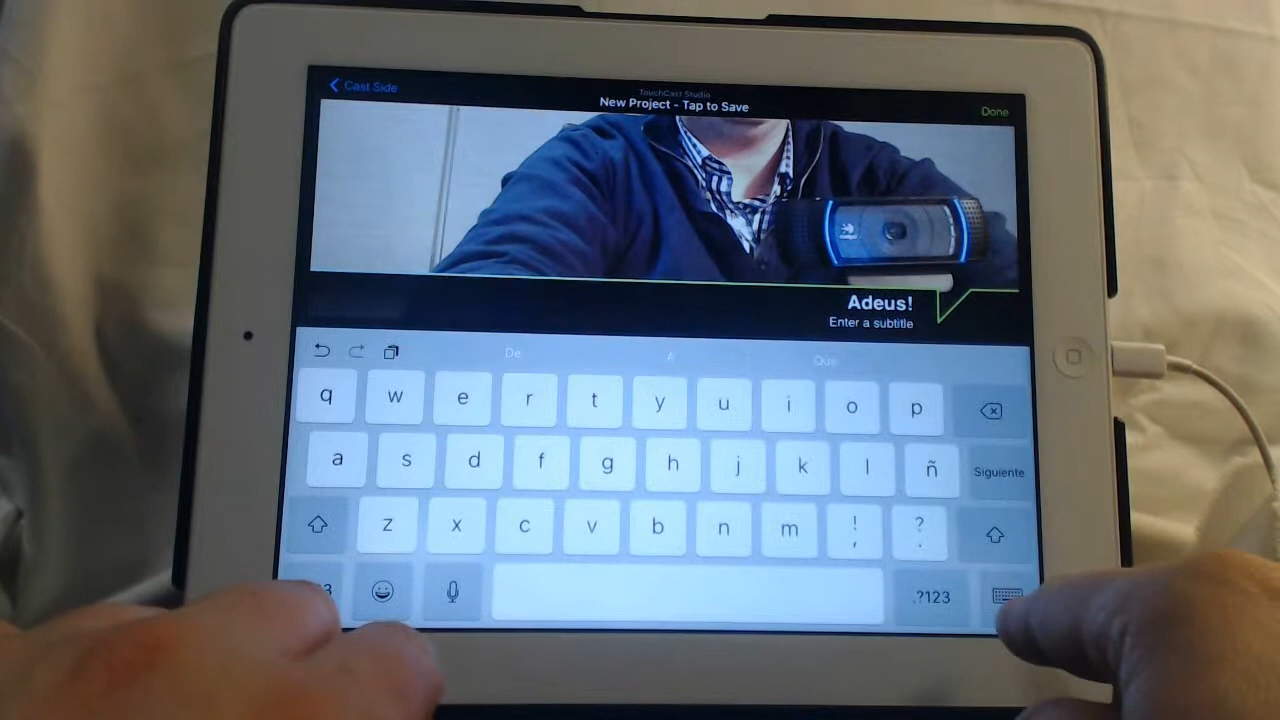 Cast Side
TouchCast Studio
New Project - Tap to Save
Done
Adeus!
Enter a subtitle
De A Que
q w e r t y u i o p
a s d f g h j k l ñ
Siguiente
z x c v b n m ! , ? .
.?123